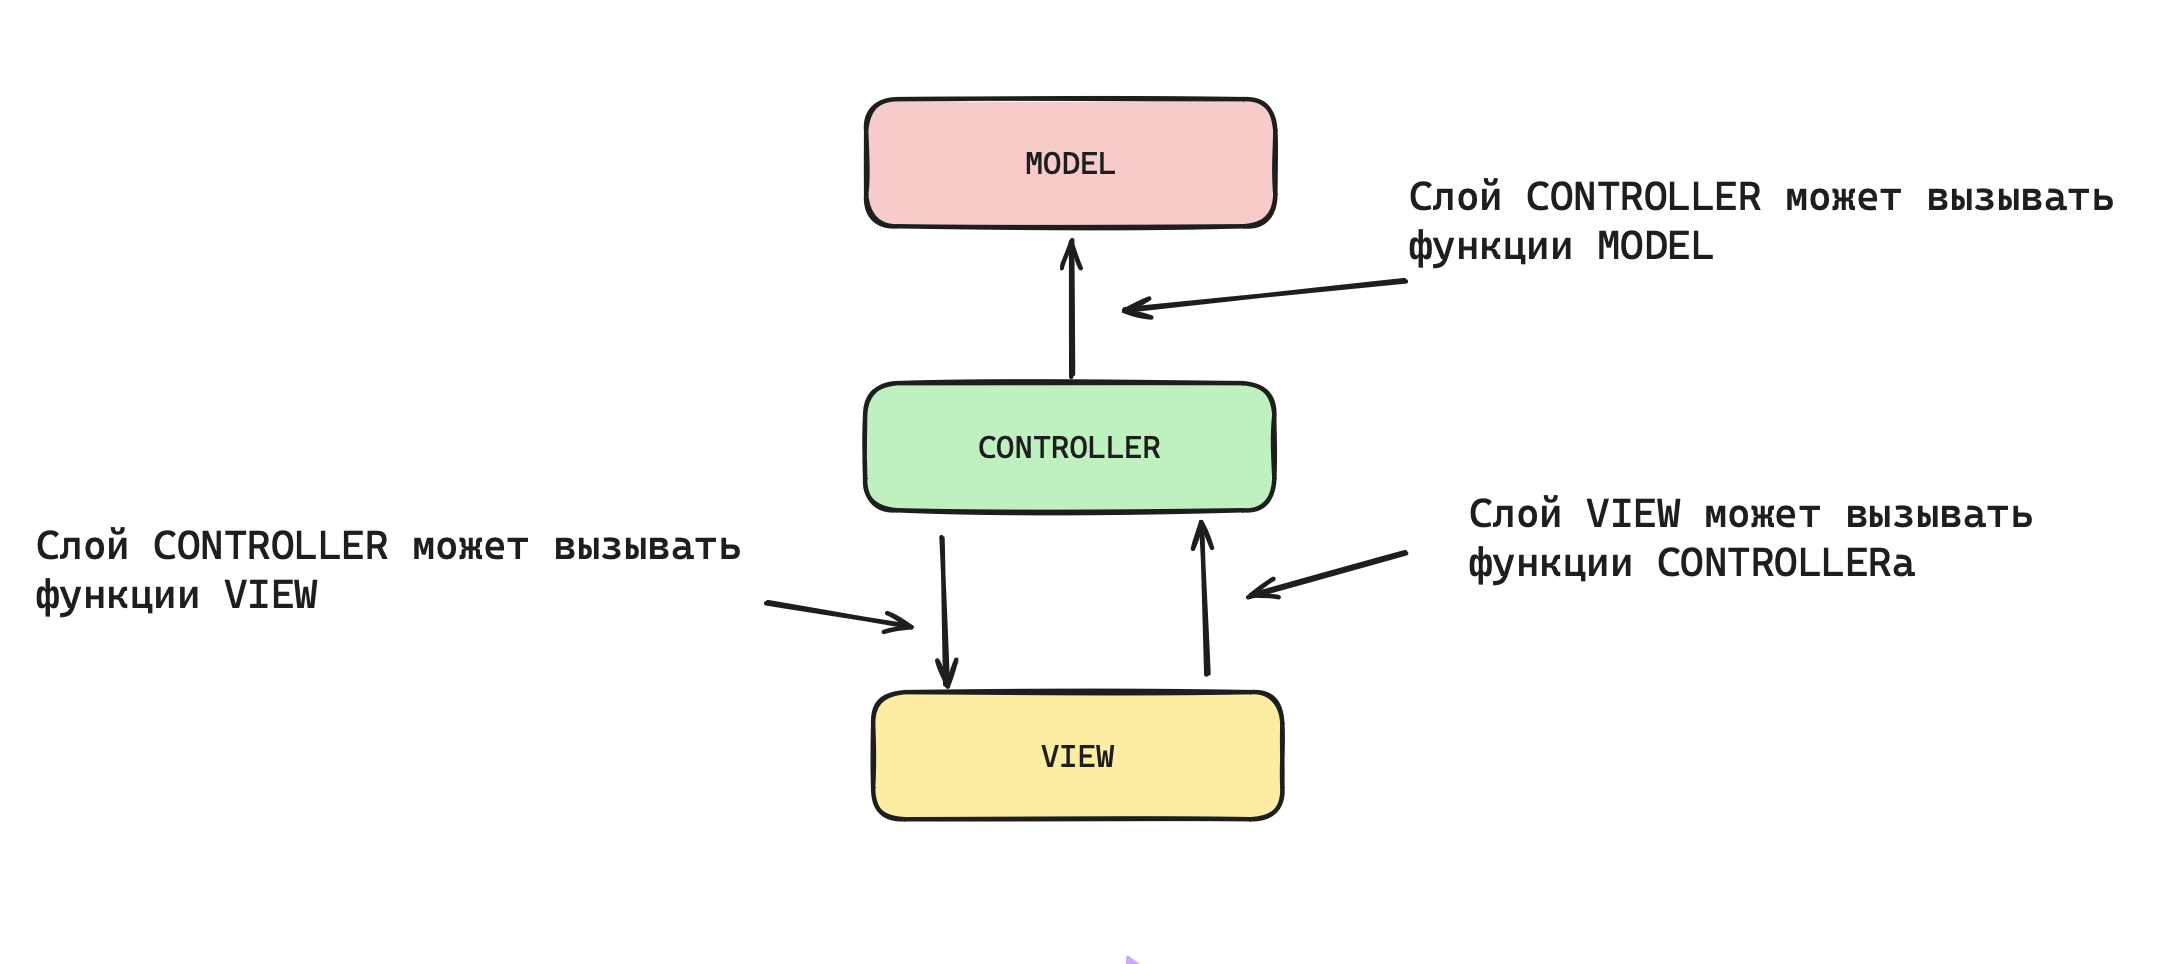 MODEL
Слой CONTROLLER может вызывать
функции MODEL
CONTROLLER
Слой VIEW может вызывать
функции CONTROLLERа
Слой CONTROLLER может вызывать
функции VIEW
VIEW